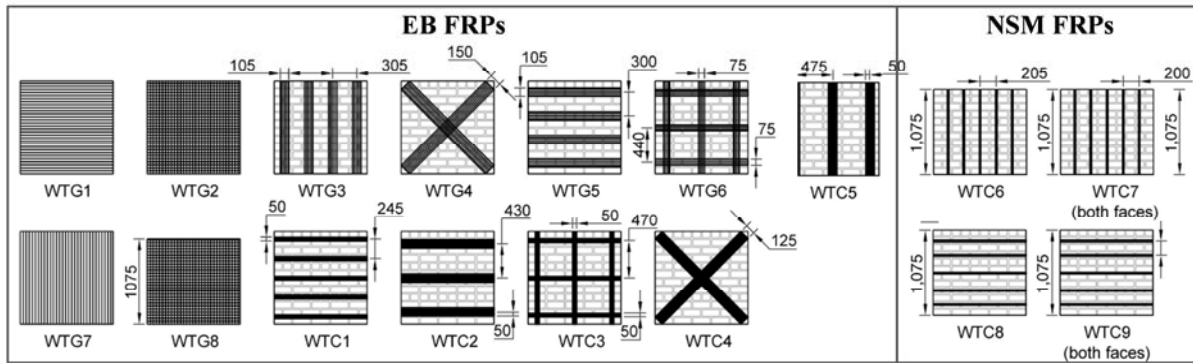 EB FRPs
NSM FRPs
105
305
150
105
300
75
440
75
475
50
205
200
1,075
1,075
WTG1
WTG2
WTG3
WTG4
WTG5
WTG6
WTC5
WTC6
WTC7
(both faces)
50
245
430
50
470
125
1075
50
50
1,075
1,075
WTG7
WTG8
WTC1
WTC2
WTC3
WTC4
WTC8
WTC9
(both faces)